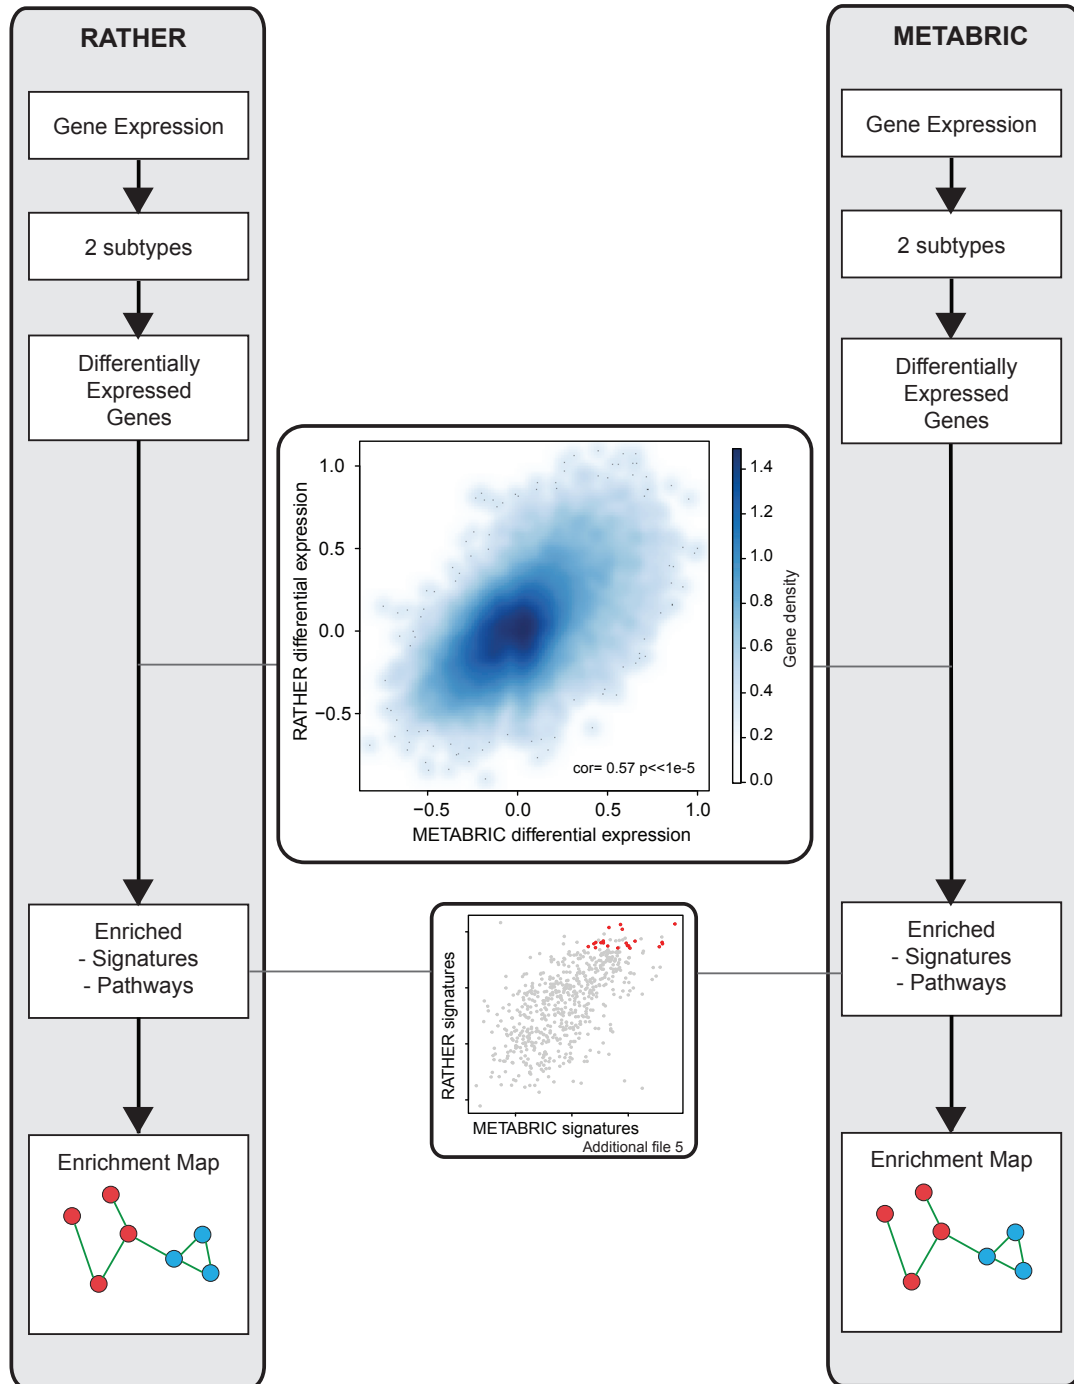 RATHER
Gene Expression
2 subtypes
Differentially
Expressed
Genes
Enriched
- Signatures
- Pathways
Enrichment Map
RATHER differential expression
1.0
0.5
0.0
−0.5
−0.5
0.0
0.5
1.0
METABRIC differential expression
cor= 0.57 p<<1e-5
1.4
1.2
1.0
0.8
0.6
0.4
0.2
0.0
Gene density
RATHER signatures
METABRIC signatures
Additional file 5
METABRIC
Gene Expression
2 subtypes
Differentially
Expressed
Genes
Enriched
- Signatures
- Pathways
Enrichment Map